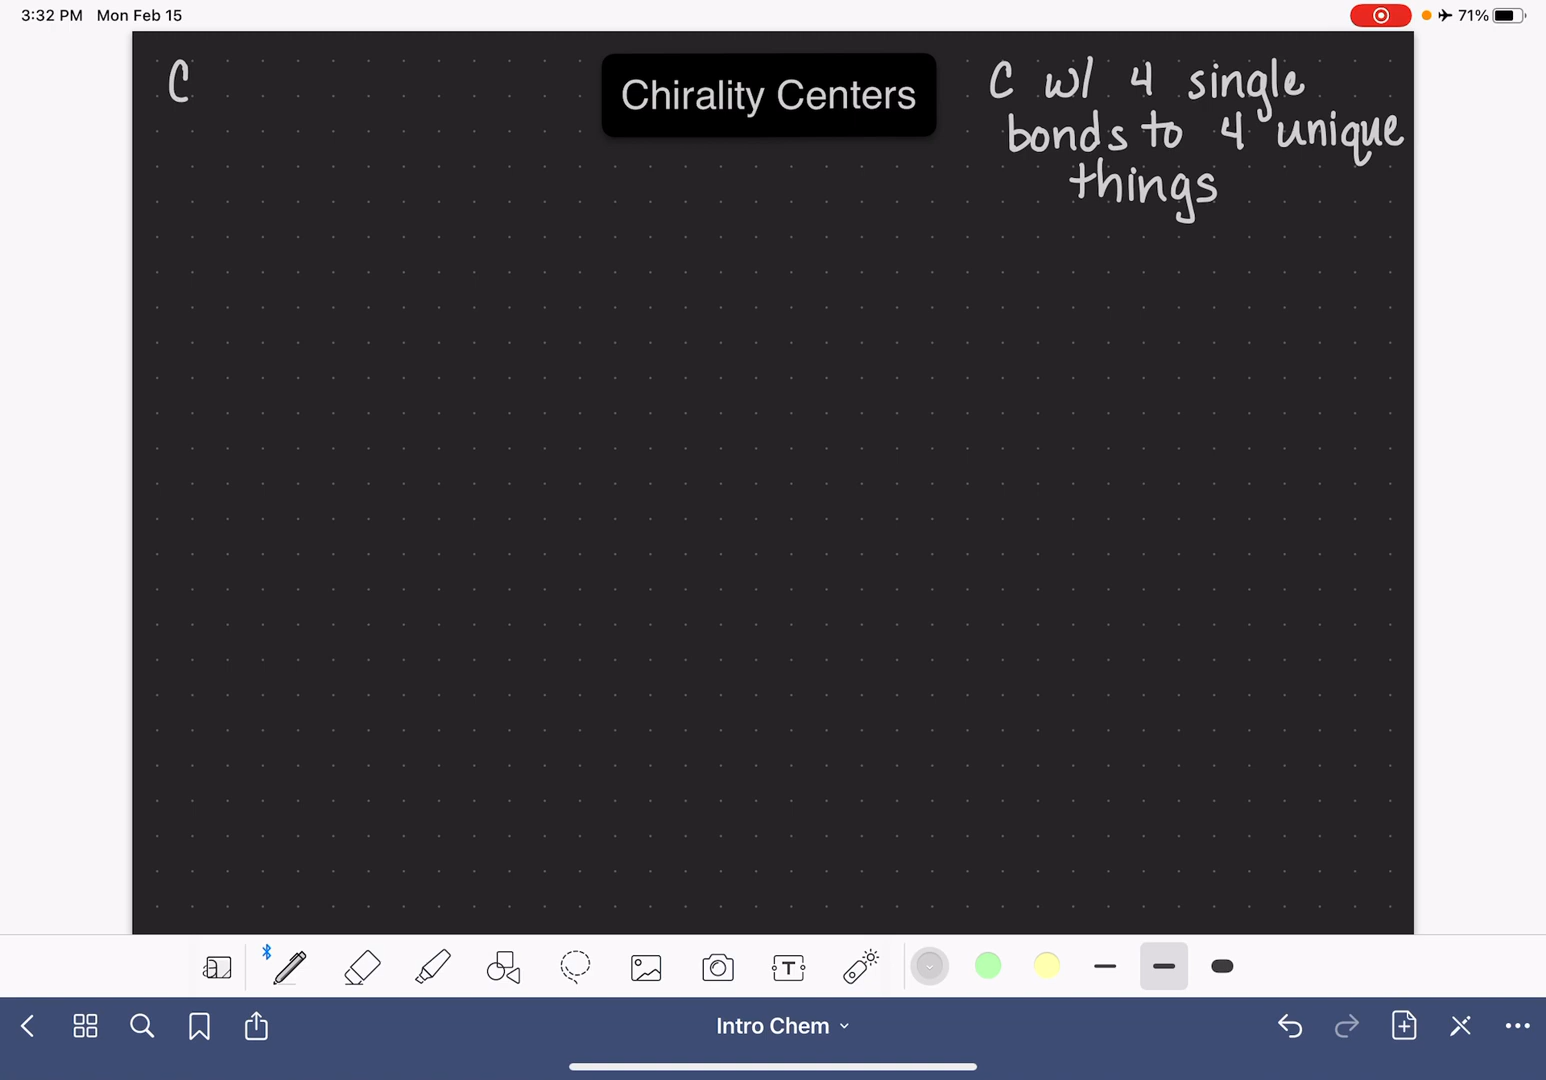 3:32 PM Mon Feb 15
71%
C
Chirality Centers
C w/ 4 single
bonds to 4 unique
things
Intro Chem